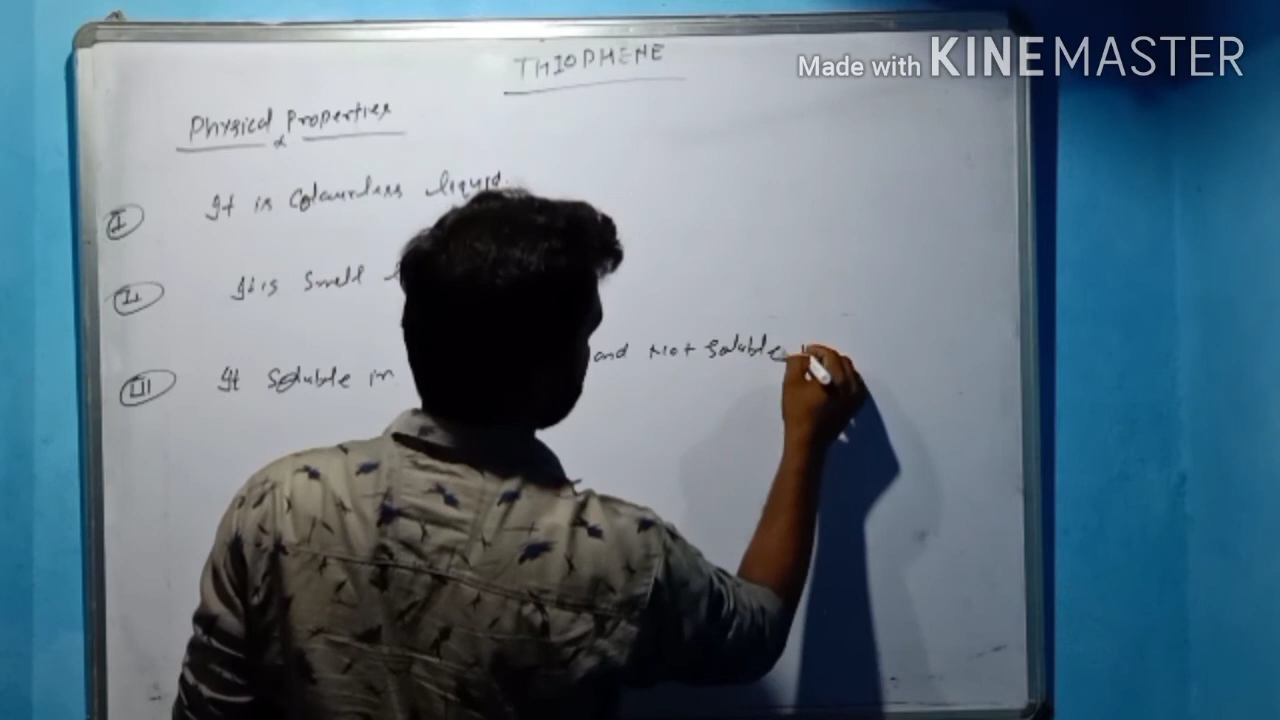 THIOPHENE
Made with KINEMASTER
Physical Properties
I It is Colourless liquid.
II It is Smell
III It Soluble in and Not Soluble